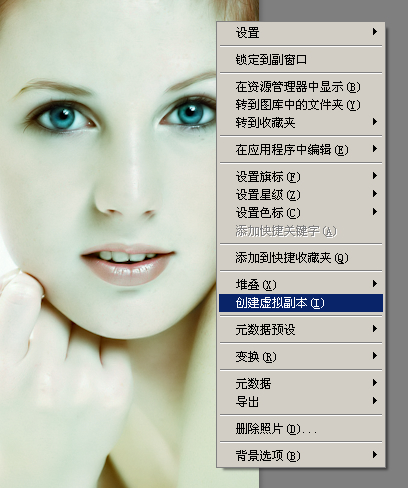 设置
锁定到副窗口
在资源管理器中显示(R)
转到图库中的文件夹(Y)
转到收藏夹
在应用程序中编辑(E)
设置旗标(F)
设置星级(Z)
设置色标(C)
添加快捷关键字(A)
添加到快捷收藏夹(Q)
堆叠(X)
创建虚拟副本(I)
元数据预设
变换(R)
元数据
导出
删除照片(D)...
背景选项(B)